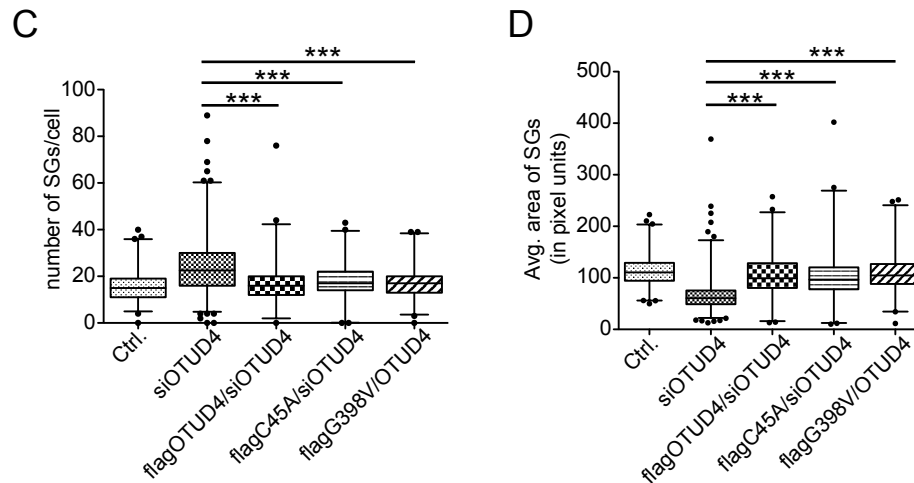 C
***
***
***
100
80
60
40
20
0
number of SGs/cell
Ctrl.
siOTUD4
flagOTUD4/siOTUD4
flagC45A/siOTUD4
flagG398V/OTUD4
D
***
***
***
500
400
300
200
100
0
Avg. area of SGs
(in pixel units)
Ctrl.
siOTUD4
flagOTUD4/siOTUD4
flagC45A/siOTUD4
flagG398V/OTUD4